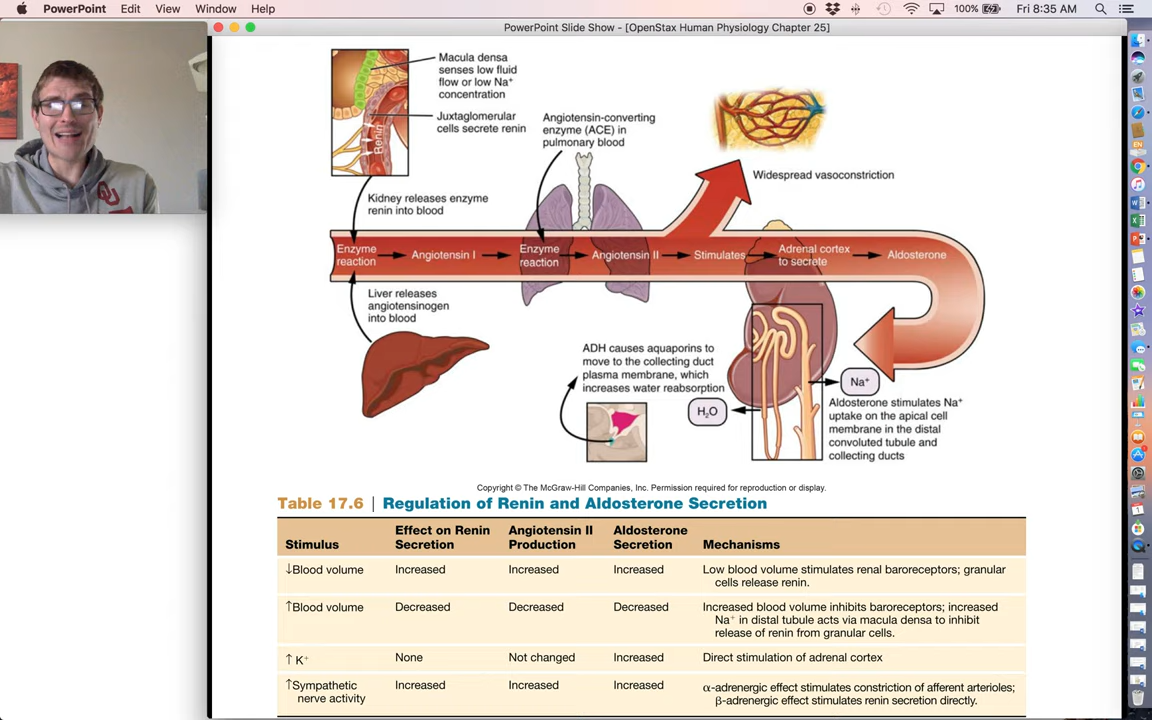 PowerPoint Edit View Window Help
100% Fri 8:35 AM
PowerPoint Slide Show - [OpenStax Human Physiology Chapter 25]
Macula densa
senses low fluid
flow or low Na⁺
concentration
Juxtaglomerular
cells secrete renin
Renin
Angiotensin-converting
enzyme (ACE) in
pulmonary blood
Widespread vasoconstriction
Kidney releases enzyme
renin into blood
Enzyme
reaction
Angiotensin I
Enzyme
reaction
Angiotensin II
Stimulates
Adrenal cortex
to secrete
Aldosterone
Liver releases
angiotensinogen
into blood
ADH causes aquaporins to
move to the collecting duct
plasma membrane, which
increases water reabsorption
H₂O
Na⁺
Aldosterone stimulates Na⁺
uptake on the apical cell
membrane in the distal
convoluted tubule and
collecting ducts
Copyright © The McGraw-Hill Companies, Inc. Permission required for reproduction or display.
Table 17.6 | Regulation of Renin and Aldosterone Secretion
Stimulus
Effect on Renin
Secretion
Angiotensin II
Production
Aldosterone
Secretion
Mechanisms
↓Blood volume Increased Increased Increased Low blood volume stimulates renal baroreceptors; granular
cells release renin.
↑Blood volume Decreased Decreased Decreased Increased blood volume inhibits baroreceptors; increased
Na⁺ in distal tubule acts via macula densa to inhibit
release of renin from granular cells.
↑ K⁺ None Not changed Increased Direct stimulation of adrenal cortex
↑Sympathetic
nerve activity
Increased Increased Increased α-adrenergic effect stimulates constriction of afferent arterioles;
β-adrenergic effect stimulates renin secretion directly.